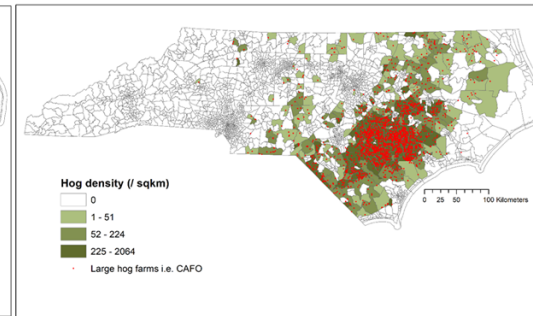 Hog density (/ sqkm)
0
1 - 51
52 - 224
225 - 2064
Large hog farms i.e. CAFO
0 25 50 100 Kilometers